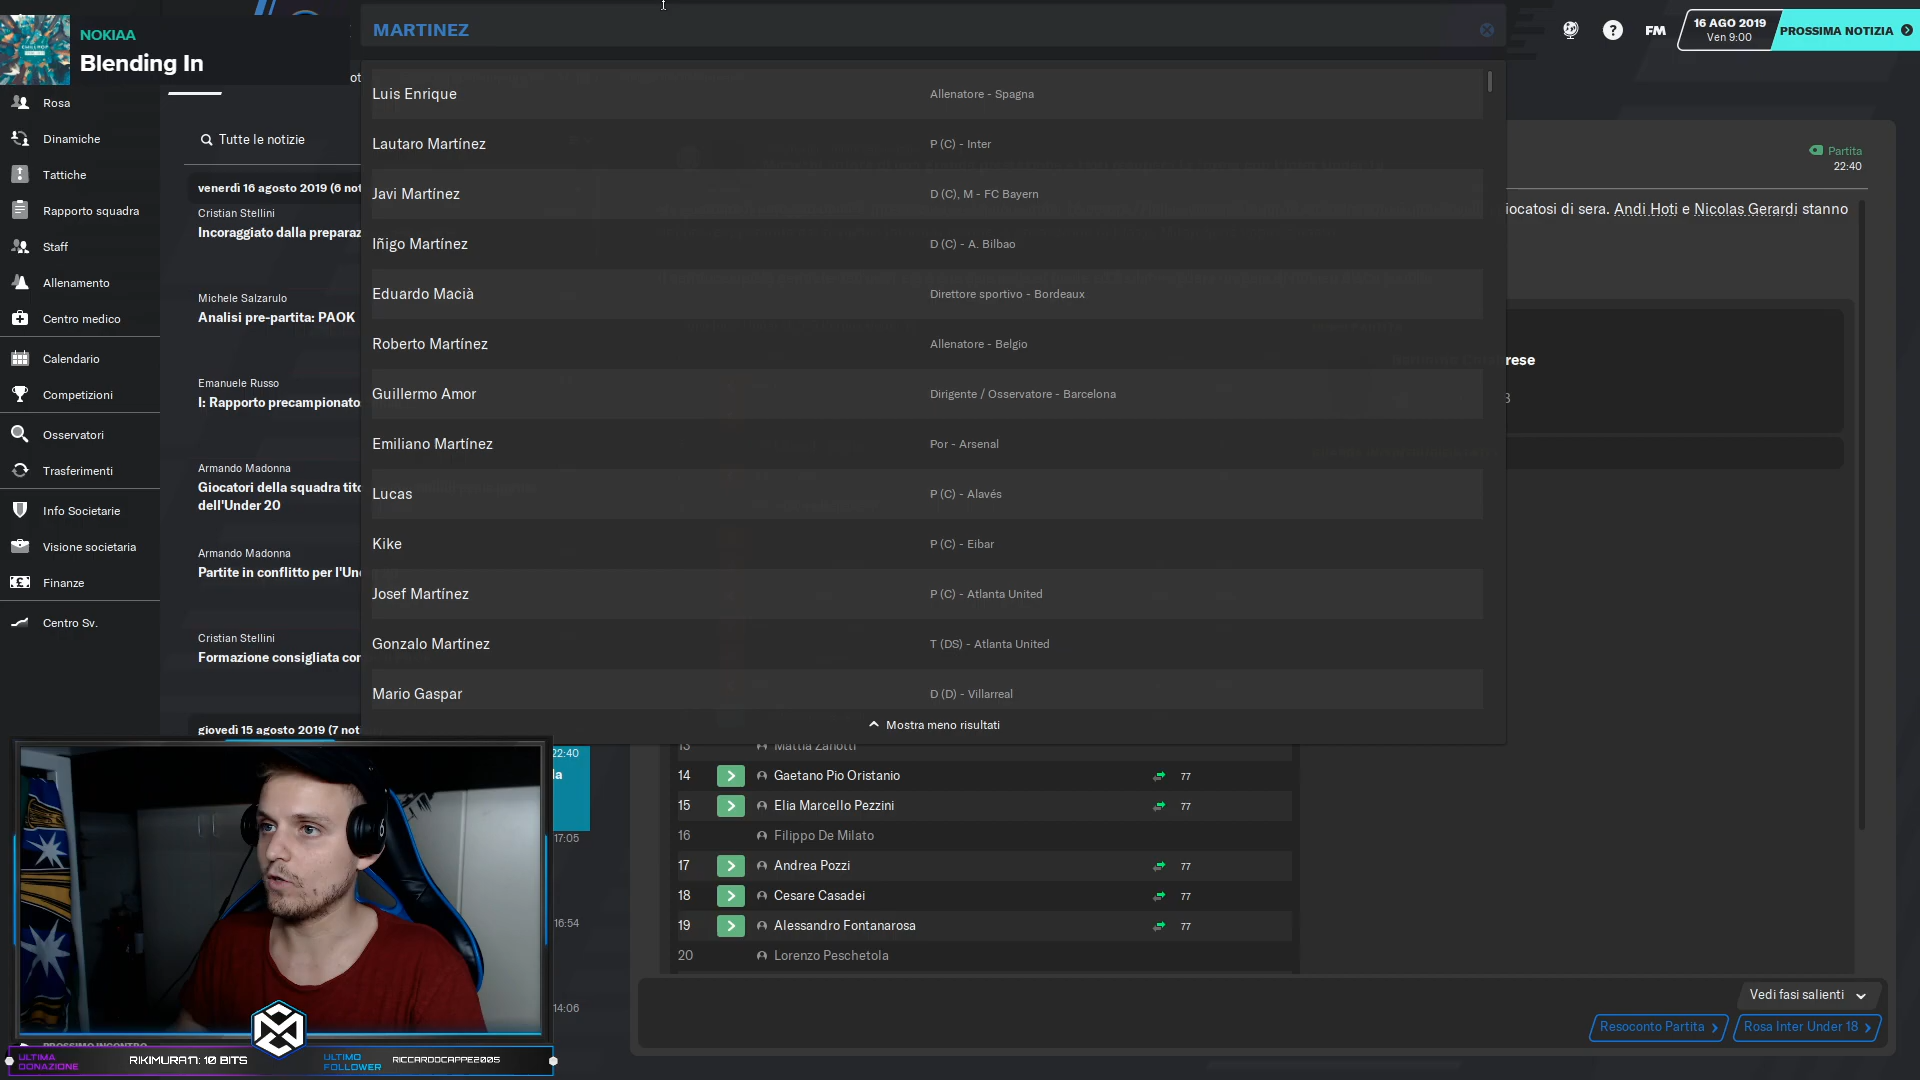 NOKIAA
Blending In
MARTINEZ
FM
16 AGO 2019
Ven 9:00
PROSSIMA NOTIZIA
Rosa
Dinamiche
Tattiche
Rapporto squadra
Staff
Allenamento
Centro medico
Calendario
Competizioni
Osservatori
Trasferimenti
Info Societarie
Visione societaria
Finanze
Centro Sv.
Tutte le notizie
venerdì 16 agosto 2019 (6 not
Cristian Stellini
Incoraggiato dalla preparaz
Michele Salzarulo
Analisi pre-partita: PAOK
Emanuele Russo
I: Rapporto precampionato
Armando Madonna
Giocatori della squadra tito
dell'Under 20
Armando Madonna
Partite in conflitto per l'Un
Cristian Stellini
Formazione consigliata con
giovedì 15 agosto 2019 (7 not
Luis Enrique Allenatore - Spagna
Lautaro Martínez P (C) - Inter
Javi Martínez D (C), M - FC Bayern
Iñigo Martínez D (C) - A. Bilbao
Eduardo Macià Direttore sportivo - Bordeaux
Roberto Martínez Allenatore - Belgio
Guillermo Amor Dirigente / Osservatore - Barcelona
Emiliano Martínez Por - Arsenal
Lucas P (C) - Alavés
Kike P (C) - Eibar
Josef Martínez P (C) - Atlanta United
Gonzalo Martínez T (DS) - Atlanta United
Mario Gaspar D (D) - Villarreal
Mostra meno risultati
Partita
22:40
iocatosi di sera. Andi Hoti e Nicolas Gerardi stanno
rese
22:40
la
17:05
16:54
14:06
13 Mattia Zanotti
14 Gaetano Pio Oristanio 77
15 Elia Marcello Pezzini 77
16 Filippo De Milato
17 Andrea Pozzi 77
18 Cesare Casadei 77
19 Alessandro Fontanarosa 77
20 Lorenzo Peschetola
Vedi fasi salienti
Resoconto Partita
Rosa Inter Under 18
PROSSIMO INCONTRO
ULTIMA
DONAZIONE
RIKIMURA17: 10 BITS
ULTIMO
FOLLOWER
RICCARDOCAPPE2005